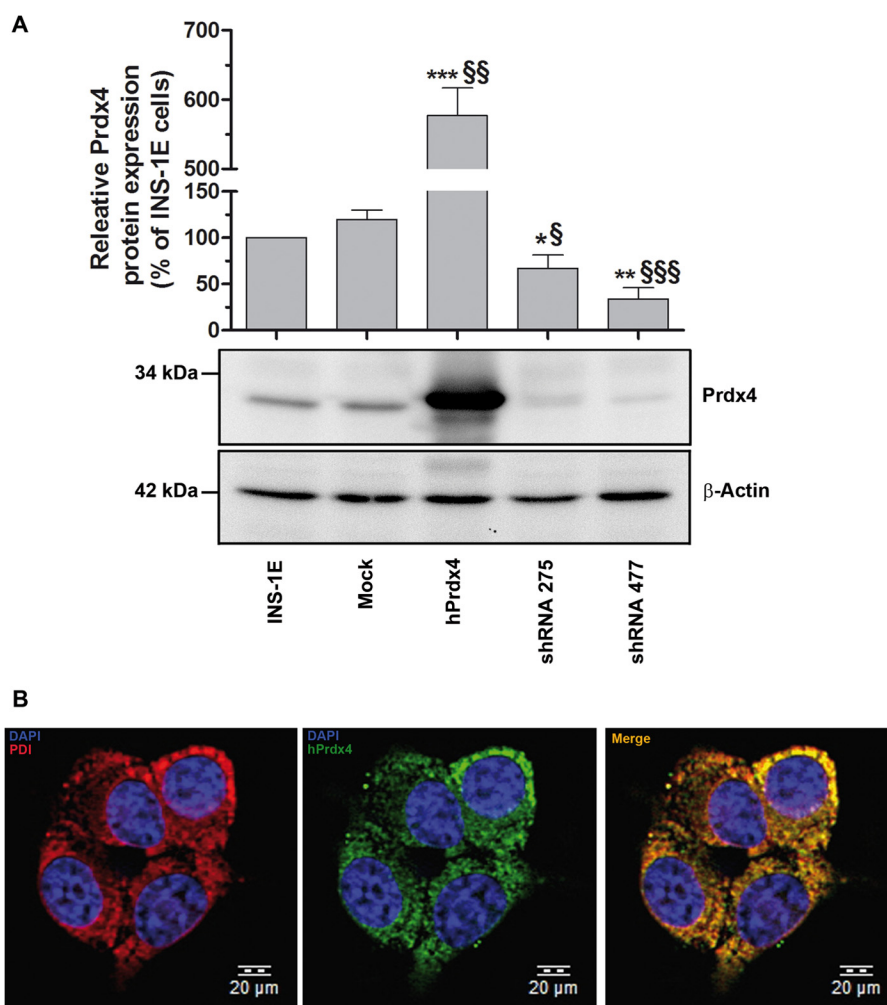 A
Releative Prdx4
protein expression
(% of INS-1E cells)
700
600
500
150
100
50
0
*** §§
* §
** §§§
34 kDa
Prdx4
42 kDa
β-Actin
INS-1E
Mock
hPrdx4
shRNA 275
shRNA 477
B
DAPI
PDI
20 µm
DAPI
hPrdx4
20 µm
Merge
20 µm